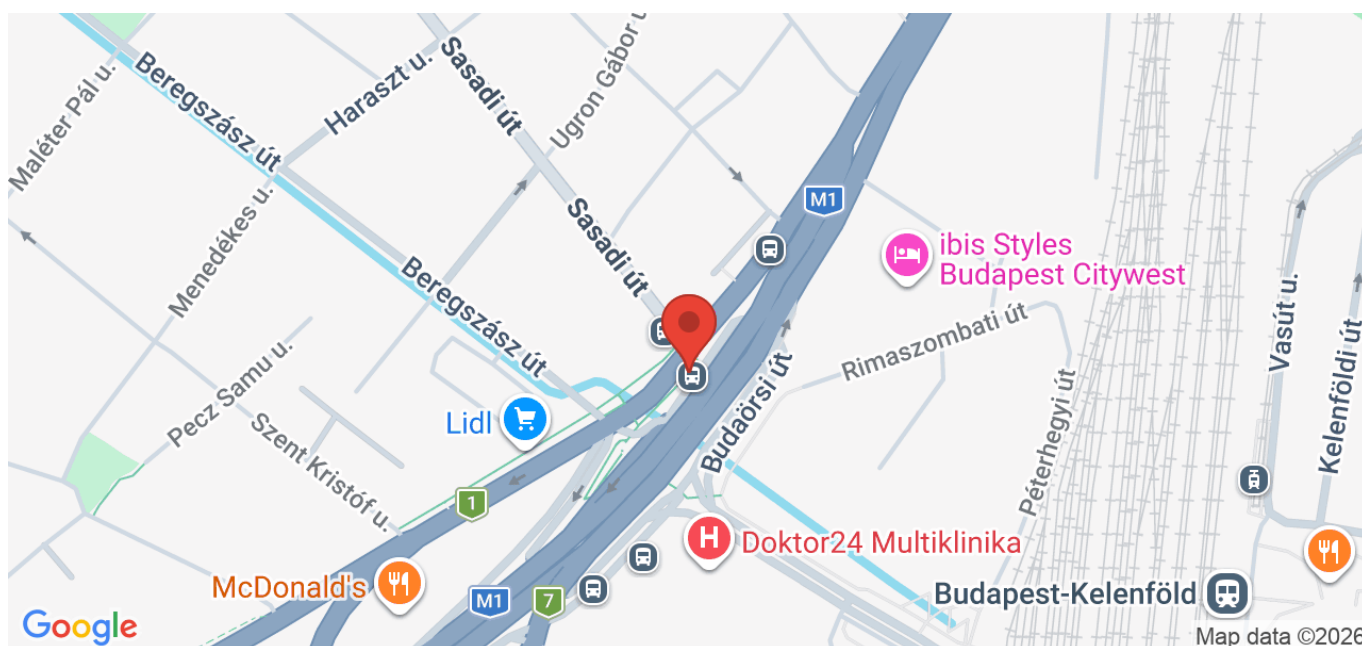 Maléter Pál u.
Beregszász út
Haraszt u.
Sasadi út
Ugron Gábor u
Menedékes u.
Sasadi út
M1
ibis Styles
Budapest Citywest
Beregszász út
Rimaszombati út
Vasút u.
Kelenföldi út
Pecz Samu u.
Szent Kristóf u.
Lidl
Budaörsi út
Péterhegyi út
1
H
Doktor24 Multiklinika
McDonald's
M1
7
Budapest-Kelenföld
Google
Map data ©2026